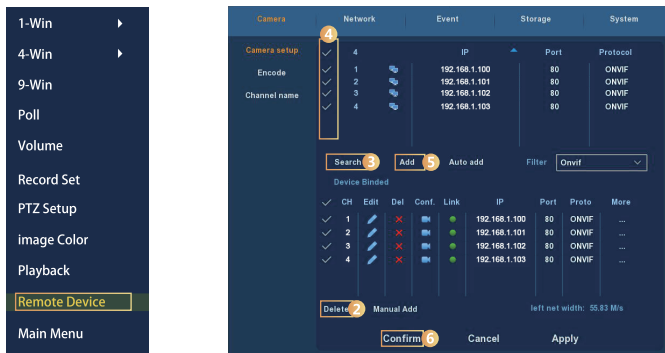 1-Win
4-Win
9-Win
Poll
Volume
Record Set
PTZ Setup
image Color
Playback
Remote Device
Main Menu
Camera Network Event Storage System
4
Camera setup
Encode
Channel name
4 IP Port Protocol
1 192.168.1.100 80 ONVIF
2 192.168.1.101 80 ONVIF
3 192.168.1.102 80 ONVIF
4 192.168.1.103 80 ONVIF
Search 3 Add 5 Auto add Filter Onvif
Device Binded
CH Edit Del Conf. Link IP Port Proto More
1 192.168.1.100 80 ONVIF ...
2 192.168.1.101 80 ONVIF ...
3 192.168.1.102 80 ONVIF ...
4 192.168.1.103 80 ONVIF ...
Delete 2 Manual Add left net width: 55.83 M/s
Confirm 6 Cancel Apply